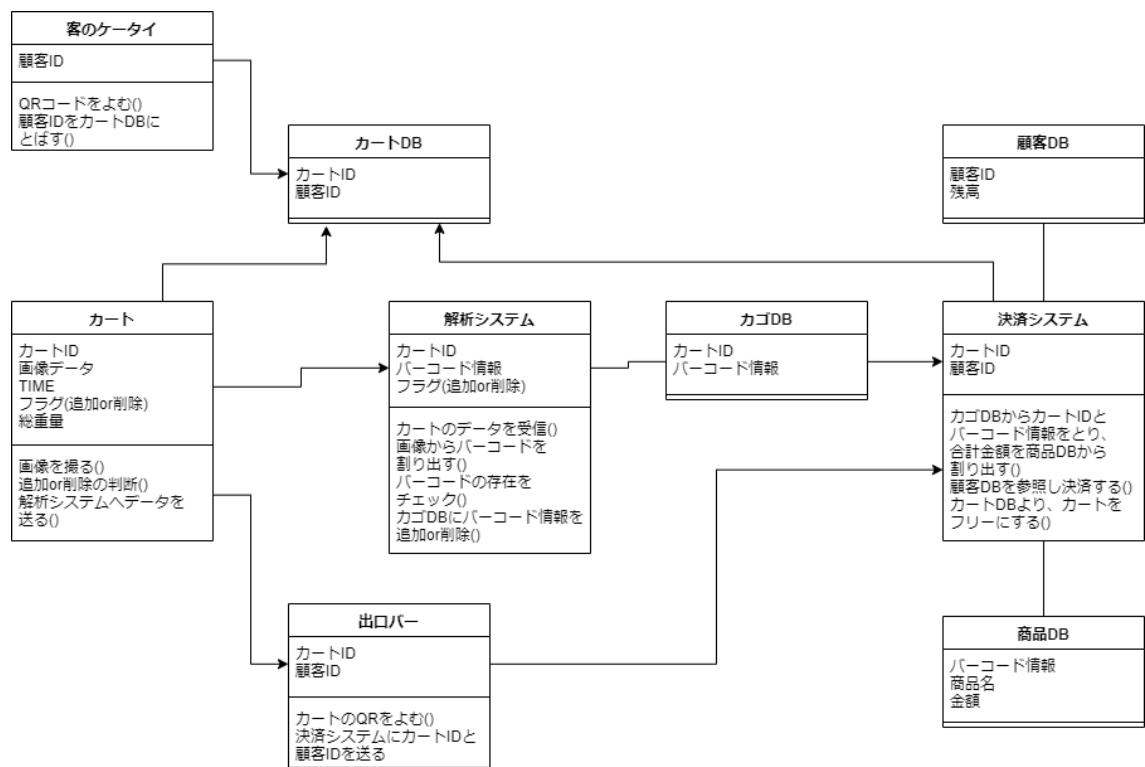 客のケータイ
顧客ID
QRコードをよむ()
顧客IDをカートDBに
とばす()
カートDB
カートID
顧客ID
顧客DB
顧客ID
残高
カート
カートID
画像データ
TIME
フラグ(追加or削除)
総重量
画像を撮る()
追加or削除の判断()
解析システムへデータを
送る()
解析システム
カートID
バーコード情報
フラグ(追加or削除)
カートのデータを受信()
画像からバーコードを
割り出す()
バーコードの存在を
チェック()
カゴDBにバーコード情報を
追加or削除()
カゴDB
カートID
バーコード情報
決済システム
カートID
顧客ID
カゴDBからカートIDと
バーコード情報をとり、
合計金額を商品DBから
割り出す()
顧客DBを参照し決済する()
カートDBより、カートを
フリーにする()
出口バー
カートID
顧客ID
カートのQRをよむ()
決済システムにカートIDと
顧客IDを送る
商品DB
バーコード情報
商品名
金額